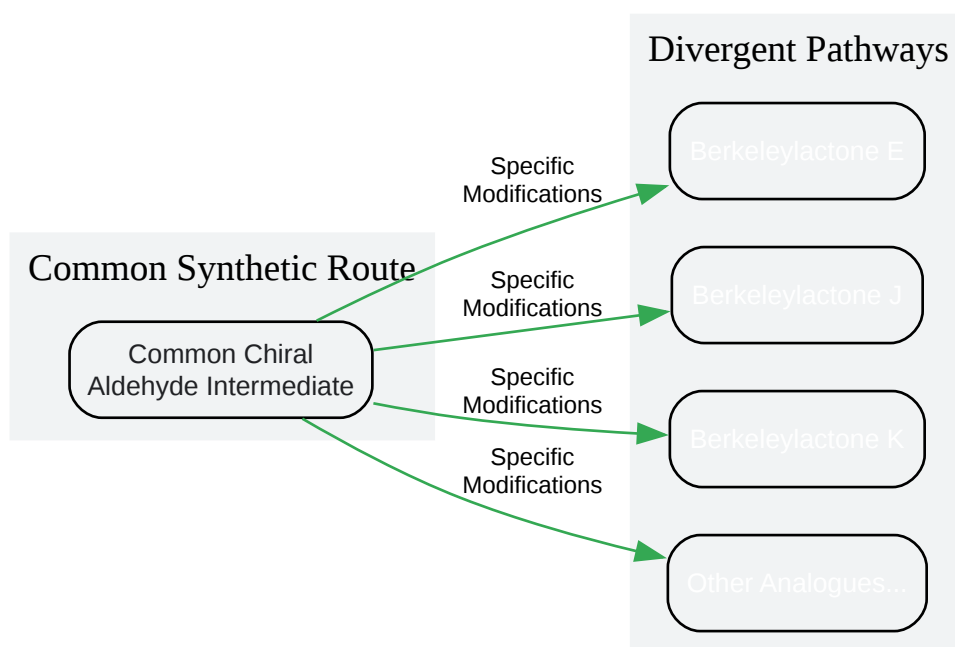 Common Synthetic Route
Common Chiral
Aldehyde Intermediate
Specific
Modifications
Specific
Modifications
Specific
Modifications
Specific
Modifications
Divergent Pathways
Berkeleylactone E
Berkeleylactone J
Berkeleylactone K
Other Analogues...